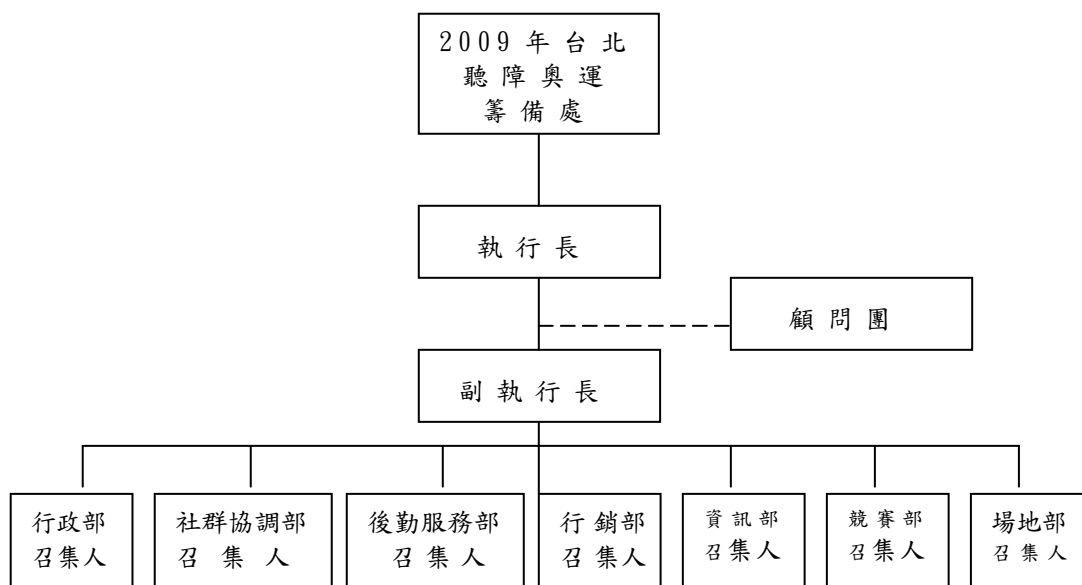 2009年台北
聽障奧運
籌備處
執行長
顧問團
副執行長
行政部
召集人
社群協調部
召集人
後勤服務部
召集人
行銷部
召集人
資訊部
召集人
競賽部
召集人
場地部
召集人